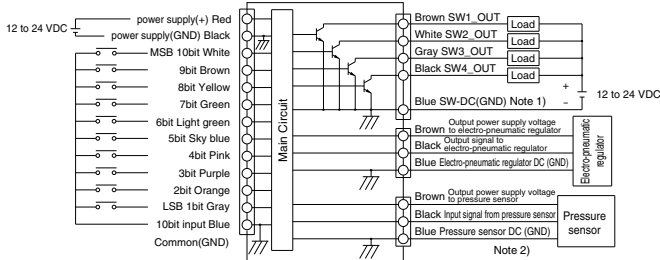 12 to 24 VDC
power supply(+) Red
power supply(GND) Black
MSB 10bit White
9bit Brown
8bit Yellow
7bit Green
6bit Light green
5bit Sky blue
4bit Pink
3bit Purple
2bit Orange
LSB 1bit Gray
10bit input Blue
Common(GND)
Main Circuit
Brown SW1_OUT
Load
White SW2_OUT
Load
Gray SW3_OUT
Load
Black SW4_OUT
Load
Blue SW-DC(GND) Note 1)
+
−
12 to 24 VDC
Brown Output power supply voltage
to electro-pneumatic regulator
Black Output signal to
electro-pneumatic regulator
Blue Electro-pneumatic regulator DC (GND)
Electro-pneumatic
regulator
Brown Output power supply voltage
to pressure sensor
Black Input signal from pressure sensor
Blue Pressure sensor DC (GND)
Pressure
sensor
Note 2)